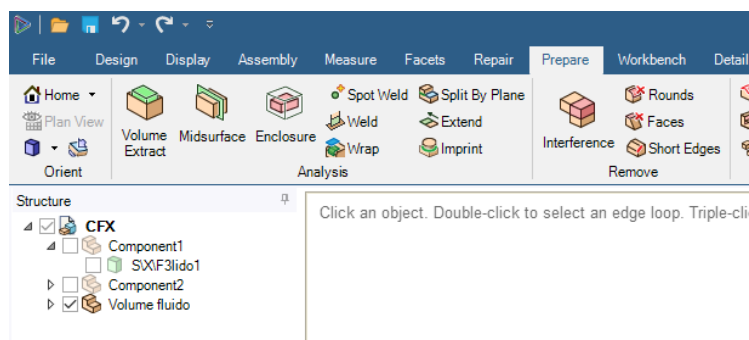 File Design Display Assembly Measure Facets Repair Prepare Workbench Detail
Home
Plan View
Orient
Volume Extract
Midsurface
Enclosure
Spot Weld
Weld
Wrap
Split By Plane
Extend
Imprint
Analysis
Interference
Rounds
Faces
Short Edges
Remove
Structure
CFX
Component1
S\X\F3lido1
Component2
Volume fluido
Click an object. Double-click to select an edge loop. Triple-cli